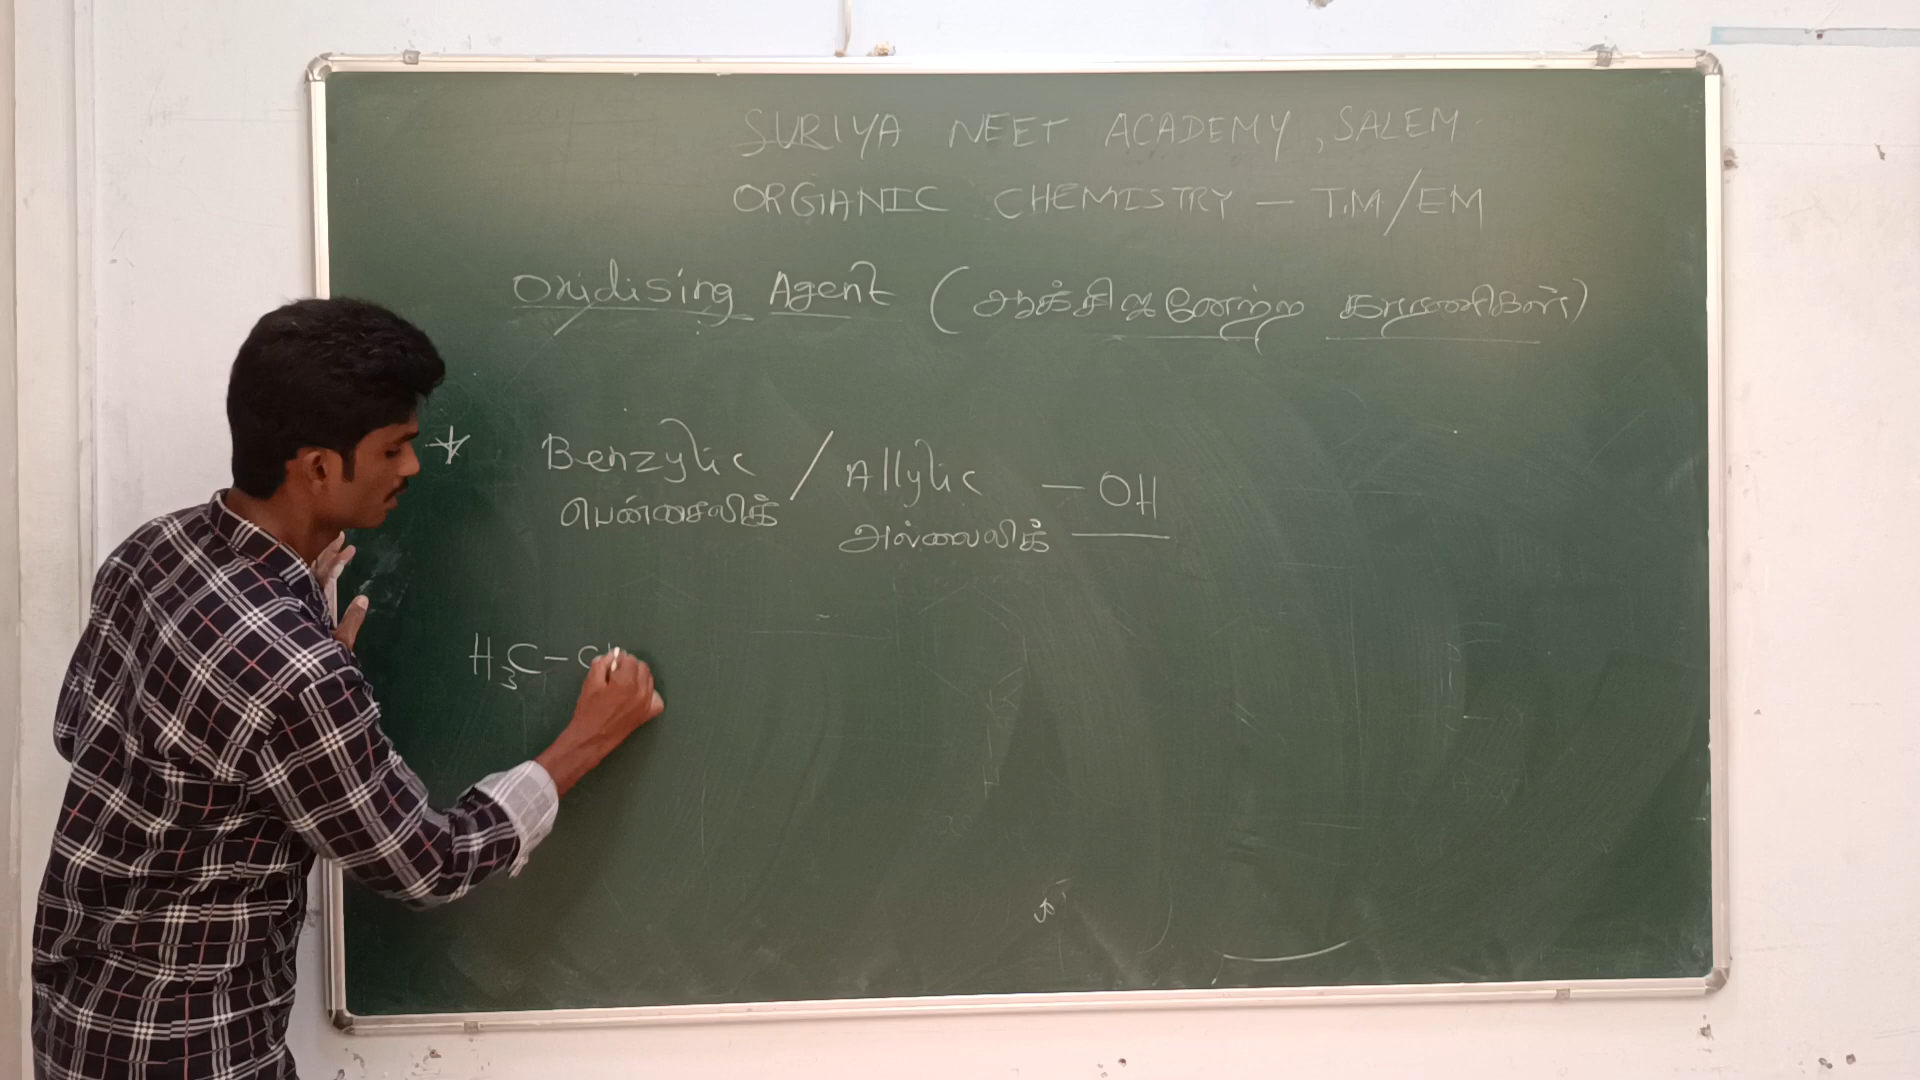 SURIYA NEET ACADEMY, SALEM
ORGANIC CHEMISTRY - T.M/EM
Oxidising Agent (ஆக்சிஜனேற்ற காரணிகள்)
Benzylic / Allylic - OH
பென்சைலிக் அல்லைலிக்
H3C-C